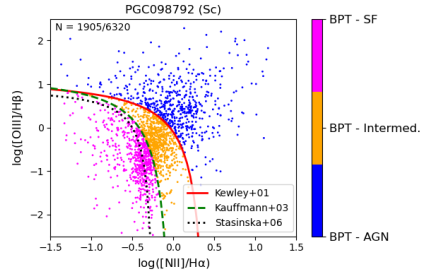 PGC098792 (Sc)
N = 1905/6320
log([OIII]/Hβ)
2
1
0
−1
−2
−1.5
−1.0
−0.5
0.0
0.5
1.0
1.5
log([NII]/Hα)
Kewley+01
Kauffmann+03
Stasinska+06
BPT - SF
BPT - Intermed.
BPT - AGN